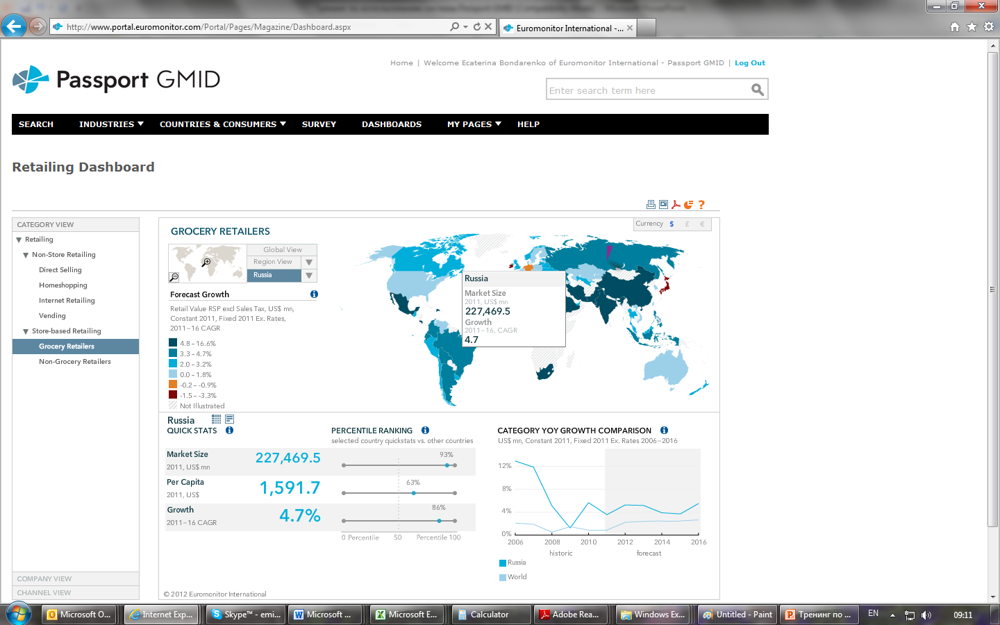 http://www.portal.euromonitor.com/Portal/Pages/Magazine/Dashboard.aspx
Euromonitor International -...
Home | Welcome Ecaterina Bondarenko of Euromonitor International - Passport GMID | Log Out
Passport GMID
Enter search term here
SEARCH INDUSTRIES COUNTRIES & CONSUMERS SURVEY DASHBOARDS MY PAGES HELP
Retailing Dashboard
CATEGORY VIEW
Retailing
Non-Store Retailing
Direct Selling
Homeshopping
Internet Retailing
Vending
Store-based Retailing
Grocery Retailers
Non-Grocery Retailers
COMPANY VIEW
CHANNEL VIEW
GROCERY RETAILERS
Currency $ £ €
Global View
Region View
Russia
Forecast Growth
Retail Value RSP excl Sales Tax, US$ mn,
Constant 2011, Fixed 2011 Ex. Rates,
2011–16 CAGR
4.8 – 16.6%
3.3 – 4.7%
2.0 – 3.2%
0.0 – 1.8%
-0.2 – -0.9%
-1.5 – -3.3%
Not Illustrated
Russia
Market Size
2011, US$ mn
227,469.5
Growth
2011–16, CAGR
4.7
Russia
QUICK STATS
Market Size
2011, US$ mn
227,469.5
Per Capita
2011, US$
1,591.7
Growth
2011–16 CAGR
4.7%
PERCENTILE RANKING
selected country quickstats vs. other countries
93%
63%
86%
0 Percentile 50 Percentile 100
CATEGORY YOY GROWTH COMPARISON
US$ mn, Constant 2011, Fixed 2011 Ex. Rates 2006–2016
12%
8%
4%
0%
2006 2008 2010 2012 2014 2016
historic forecast
Russia
World
© 2012 Euromonitor International
Microsoft O...
Internet Exp...
Skype™ - emi...
Microsoft ...
Microsoft E...
Calculator
Adobe Rea...
Windows Ex...
Untitled - Paint
Тренинг по ...
EN
09:11